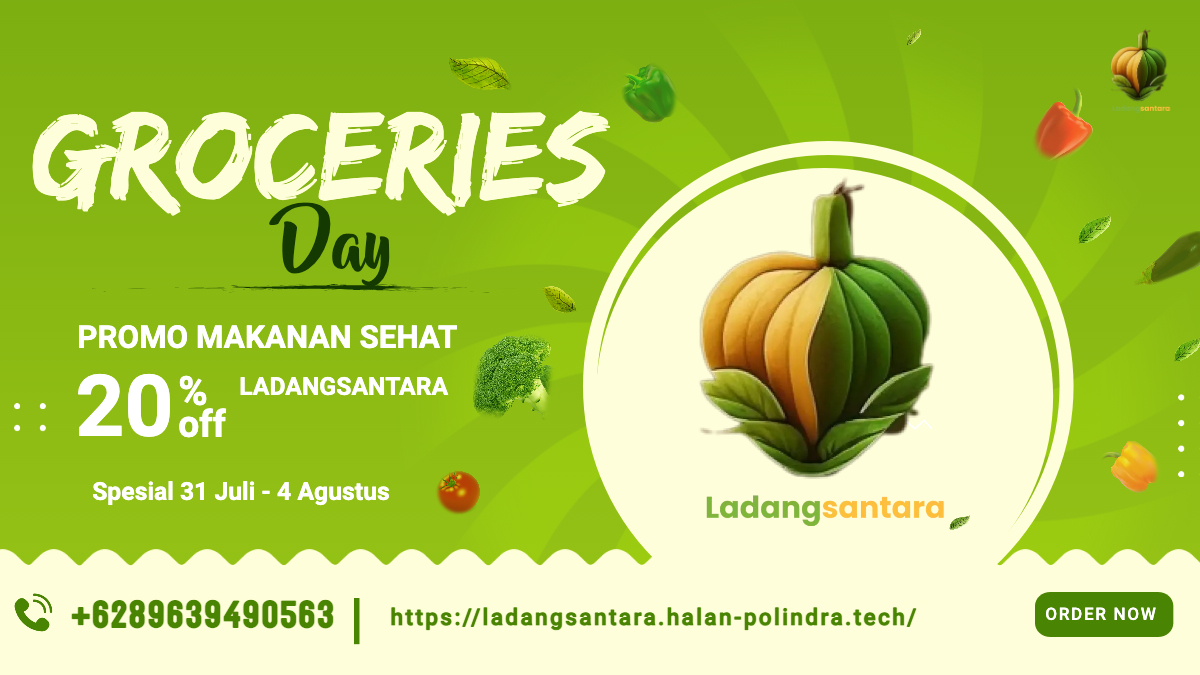 GROCERIES
Day
PROMO MAKANAN SEHAT
20 % off
LADANGSANTARA
Spesial 31 Juli - 4 Agustus
Ladangsantara
Ladangsantara
+6289639490563 | https://ladangsantara.halan-polindra.tech/
ORDER NOW